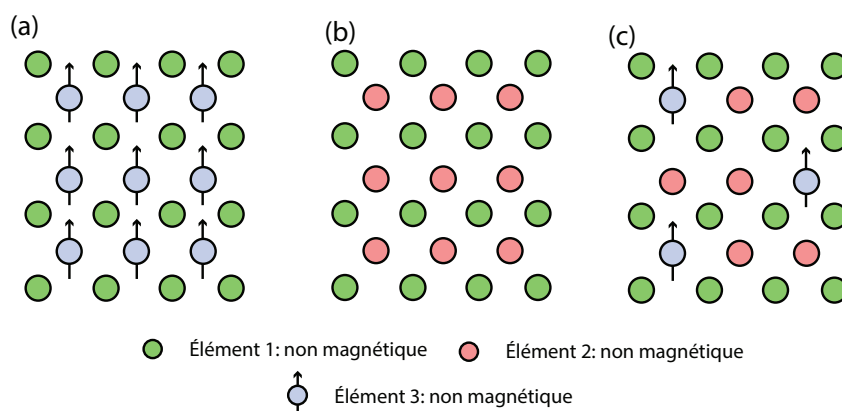 (a) (b) (c)
Élément 1: non magnétique Élément 2: non magnétique
Élément 3: non magnétique